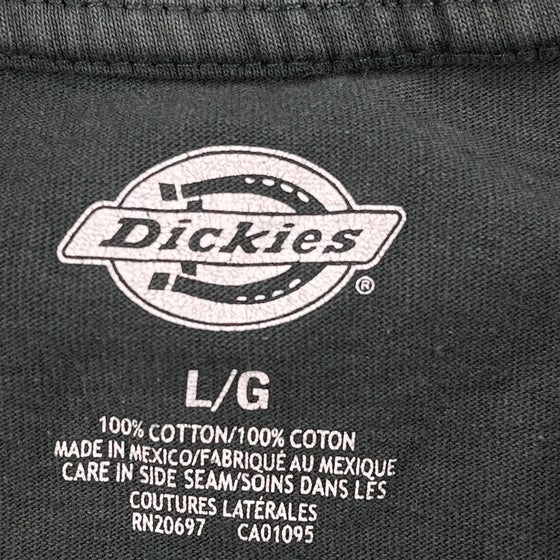 Dickies
®
L/G
100% COTTON/100% COTON
MADE IN MEXICO/FABRIQUÉ AU MEXIQUE
CARE IN SIDE SEAM/SOINS DANS LES
COUTURES LATÉRALES
RN20697 CA01095